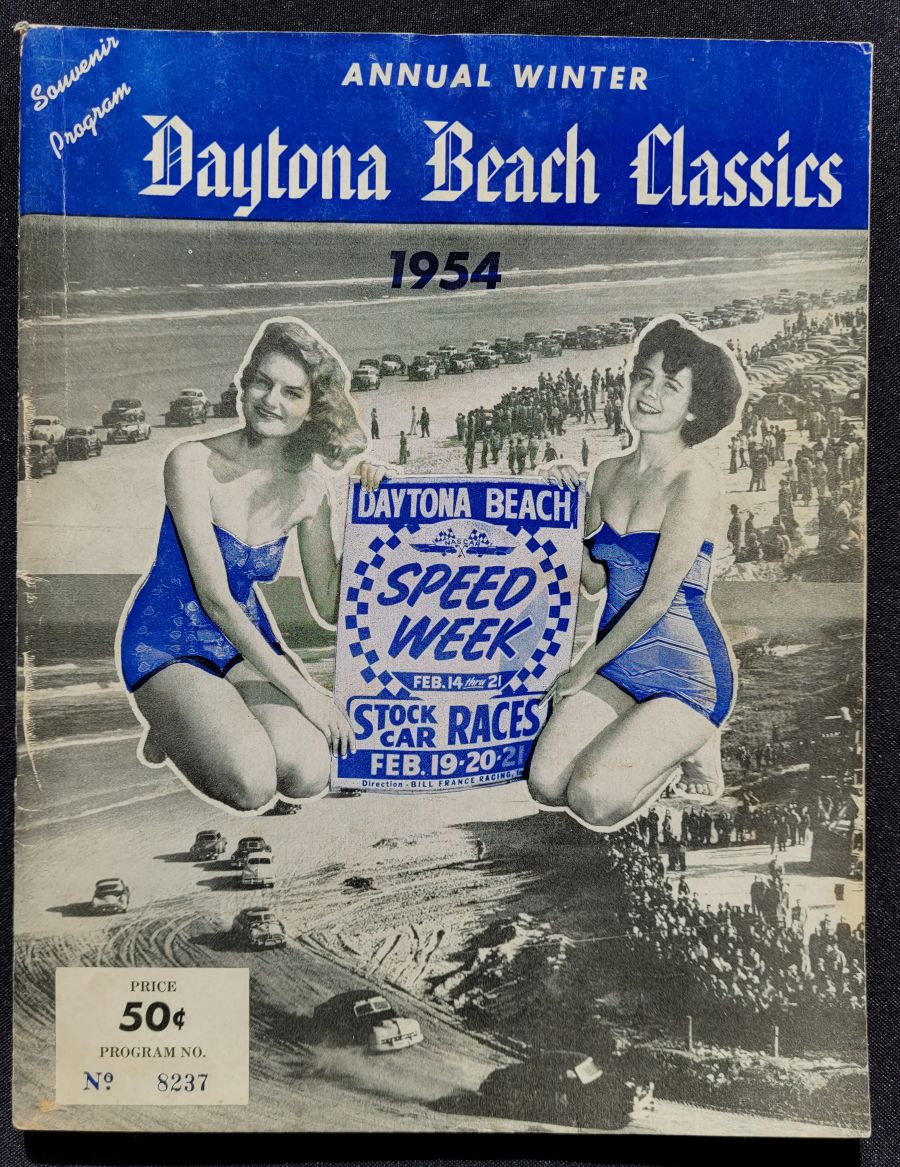 Souvenir
Program
ANNUAL WINTER
Daytona Beach Classics
1954
DAYTONA BEACH
NASCAR
SPEED
WEEK
FEB. 14 thru 21
STOCK CAR RACES
FEB. 19-20-21
Direction - BILL FRANCE RACING,
PRICE
50¢
PROGRAM NO.
Nº 8237